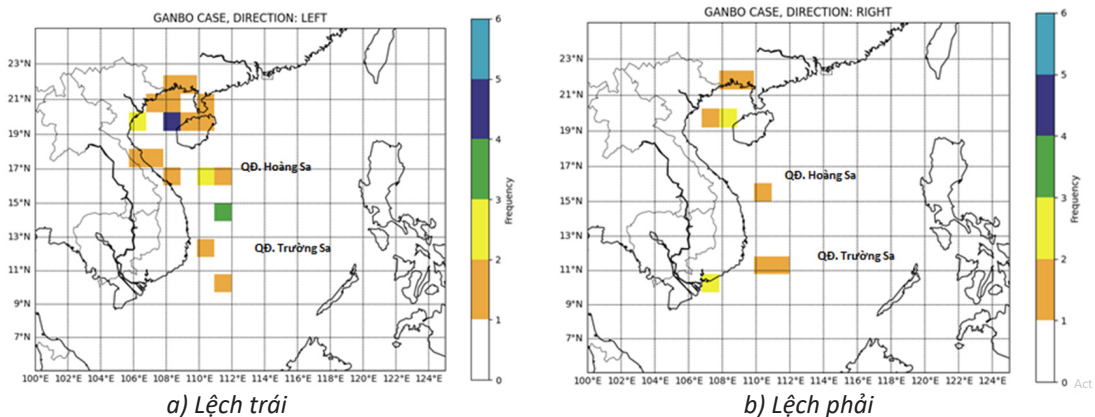 GANBO CASE, DIRECTION: LEFT
23°N
21°N
19°N
17°N
15°N
13°N
11°N
9°N
7°N
100°E 102°E 104°E 106°E 108°E 110°E 112°E 114°E 116°E 118°E 120°E 122°E 124°E
QĐ. Hoàng Sa
QĐ. Trường Sa
6
5
4
3
2
1
0
Frequency
a) Lệch trái
GANBO CASE, DIRECTION: RIGHT
23°N
21°N
19°N
17°N
15°N
13°N
11°N
9°N
7°N
100°E 102°E 104°E 106°E 108°E 110°E 112°E 114°E 116°E 118°E 120°E 122°E 124°E
QĐ. Hoàng Sa
QĐ. Trường Sa
6
5
4
3
2
1
0
Frequency
Act
b) Lệch phải